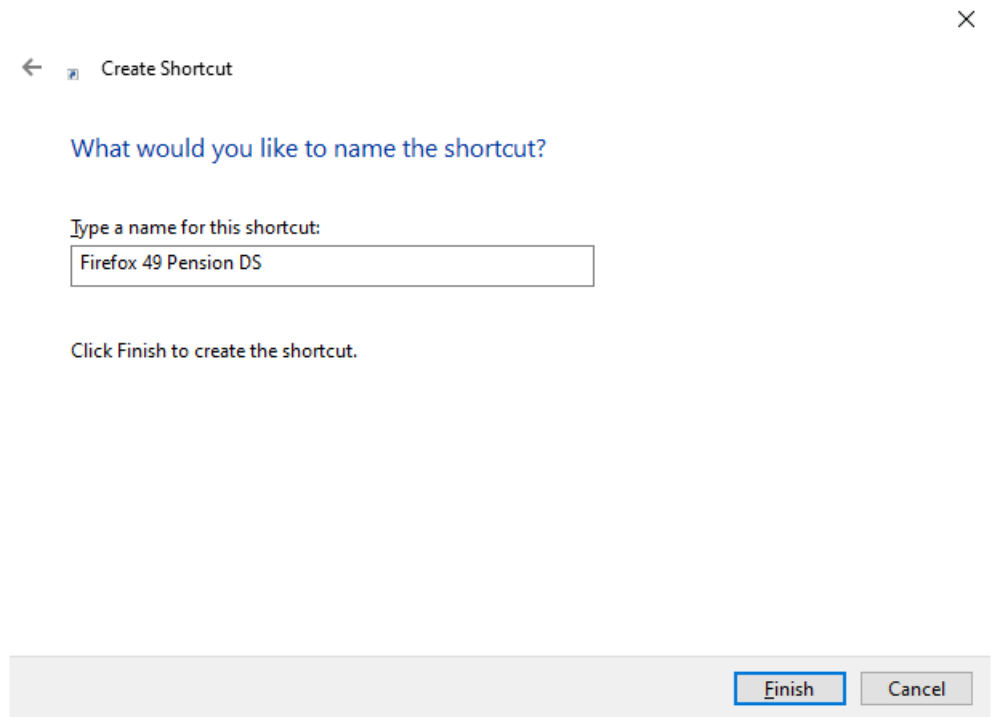 Create Shortcut
What would you like to name the shortcut?
Type a name for this shortcut:
Firefox 49 Pension DS
Click Finish to create the shortcut.
Finish
Cancel